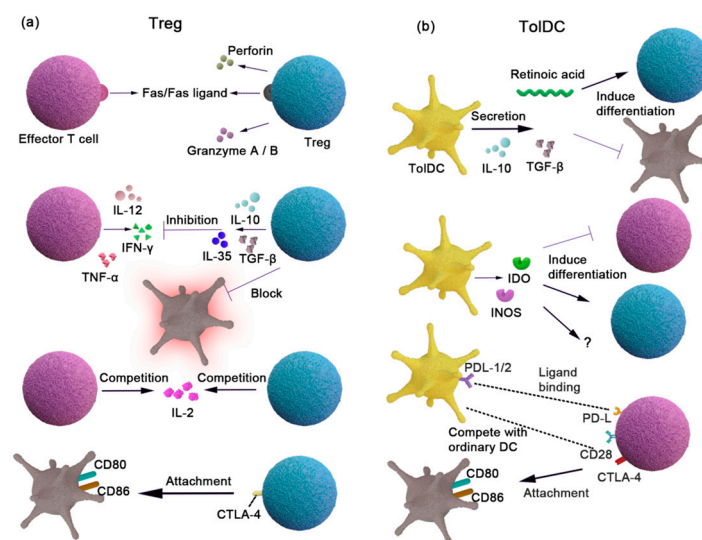 (a)
Treg
Perforin
Fas/Fas ligand
Effector T cell
Granzyme A / B
Treg
IL-12
Inhibition
IL-10
IFN-γ
IL-35
TGF-β
TNF-α
Block
Competition
Competition
IL-2
CD80
CD86
Attachment
CTLA-4
(b)
TolDC
Retinoic acid
Secretion
Induce
differentiation
TolDC
IL-10
TGF-β
IDO
Induce
differentiation
INOS
?
PDL-1/2
Ligand
binding
PD-L
Compete with
ordinary DC
CD28
CD80
CTLA-4
CD86
Attachment